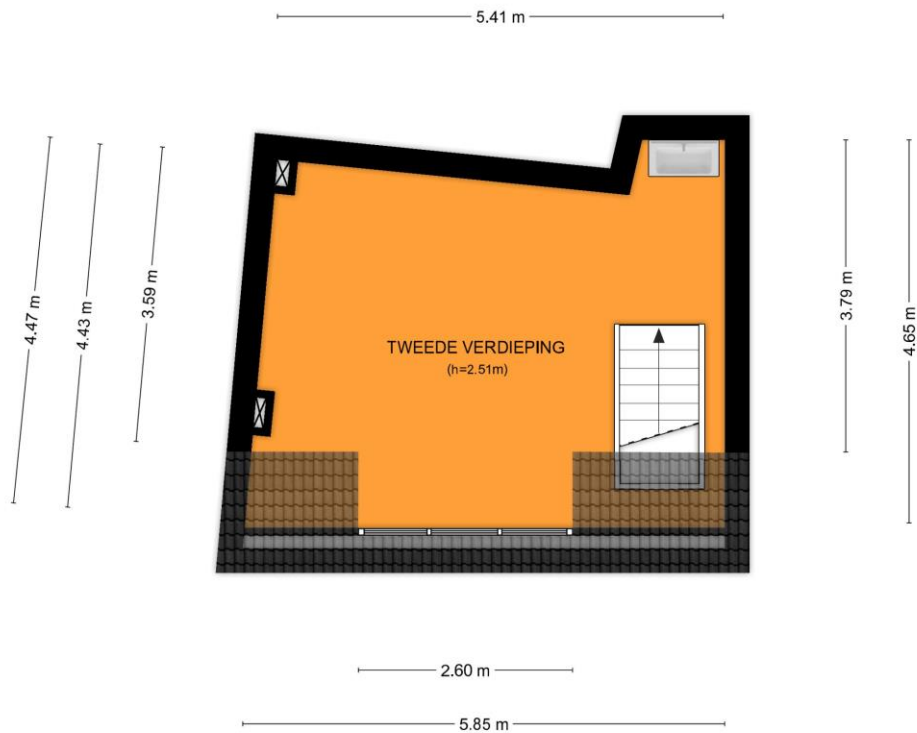 5.41 m
4.47 m
4.43 m
3.59 m
3.79 m
4.65 m
TWEEDE VERDIEPING
(h=2.51m)
2.60 m
5.85 m